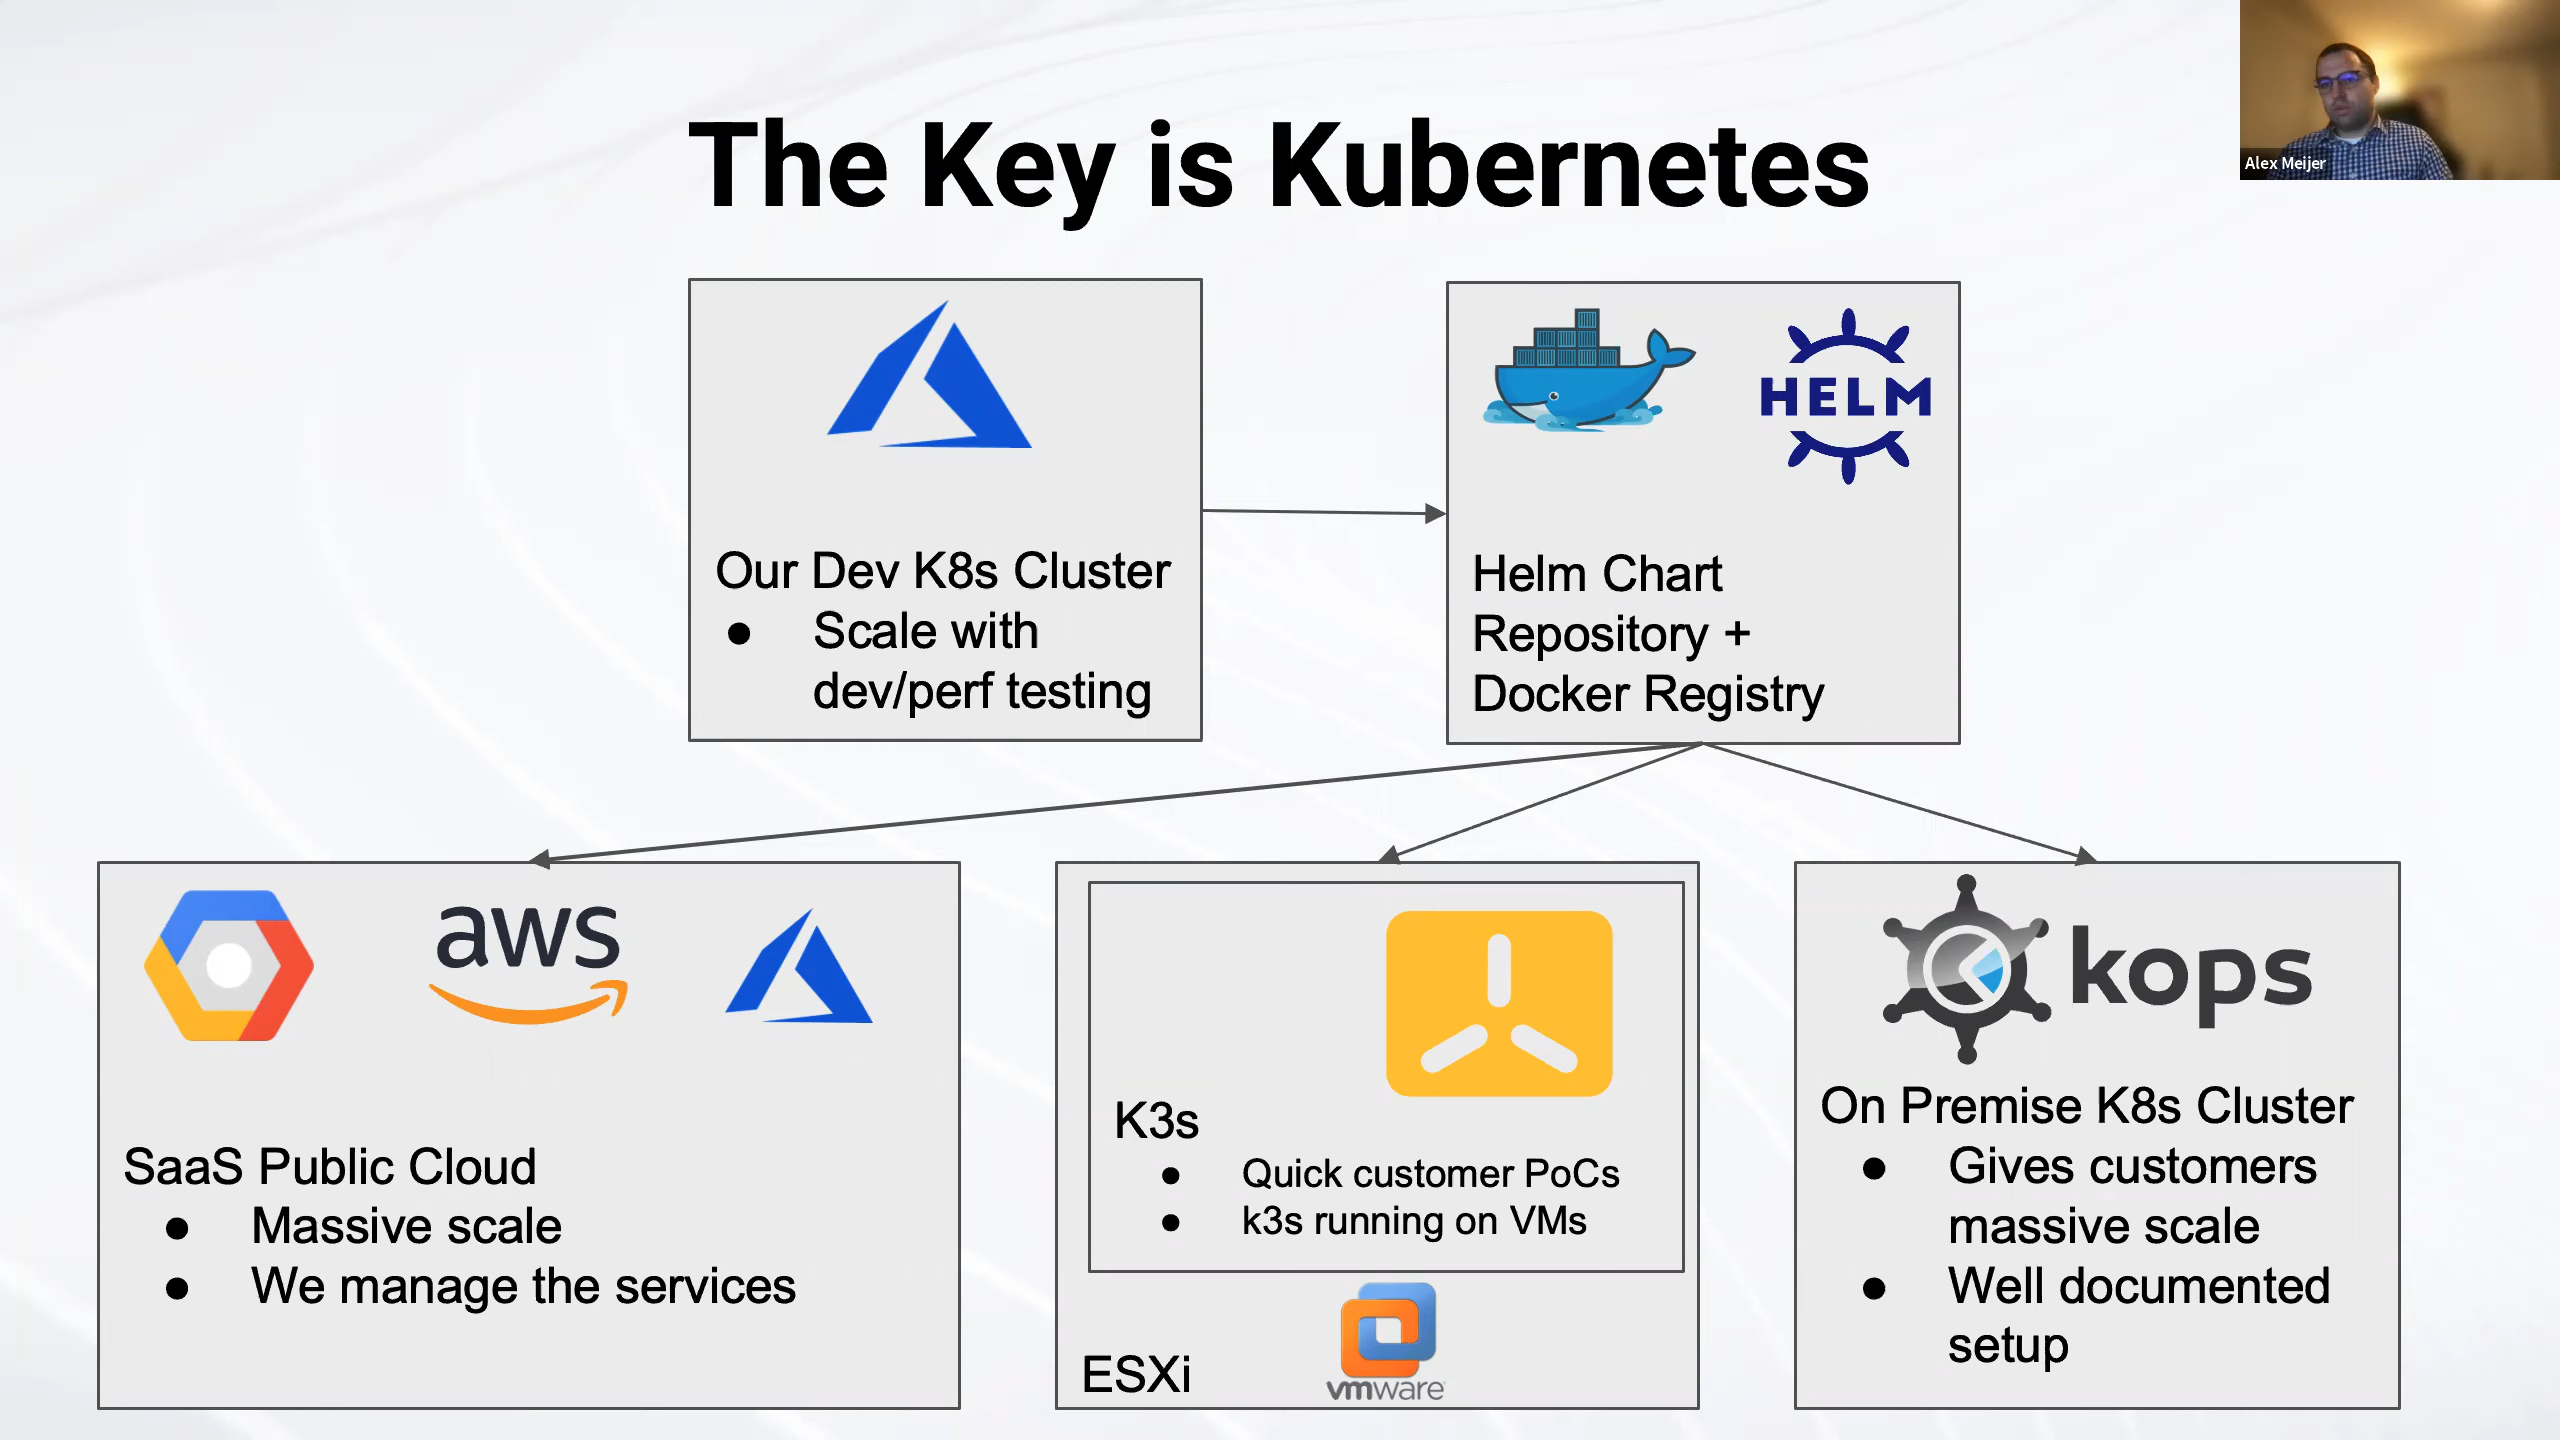 The Key is Kubernetes
Alex Meijer
Our Dev K8s Cluster
● Scale with
dev/perf testing
HELM
Helm Chart
Repository +
Docker Registry
aws
SaaS Public Cloud
● Massive scale
● We manage the services
K3s
● Quick customer PoCs
● k3s running on VMs
ESXi
vmware
kops
On Premise K8s Cluster
● Gives customers
massive scale
● Well documented
setup